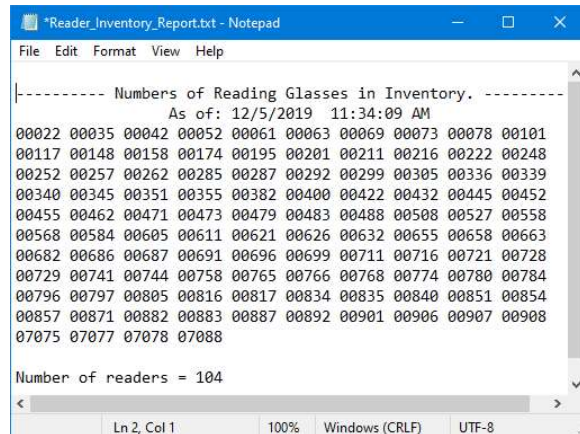 *Reader_Inventory_Report.txt - Notepad
File Edit Format View Help
---------- Numbers of Reading Glasses in Inventory. ---------
As of: 12/5/2019 11:34:09 AM
00022 00035 00042 00052 00061 00063 00069 00073 00078 00101
00117 00148 00158 00174 00195 00201 00211 00216 00222 00248
00252 00257 00262 00285 00287 00292 00299 00305 00336 00339
00340 00345 00351 00355 00382 00400 00422 00432 00445 00452
00455 00462 00471 00473 00479 00483 00488 00508 00527 00558
00568 00584 00605 00611 00621 00626 00632 00655 00658 00663
00682 00686 00687 00691 00696 00699 00711 00716 00721 00728
00729 00741 00744 00758 00765 00766 00768 00774 00780 00784
00796 00797 00805 00816 00817 00834 00835 00840 00851 00854
00857 00871 00882 00883 00887 00892 00901 00906 00907 00908
07075 07077 07078 07088
Number of readers = 104
Ln 2, Col 1 100% Windows (CRLF) UTF-8